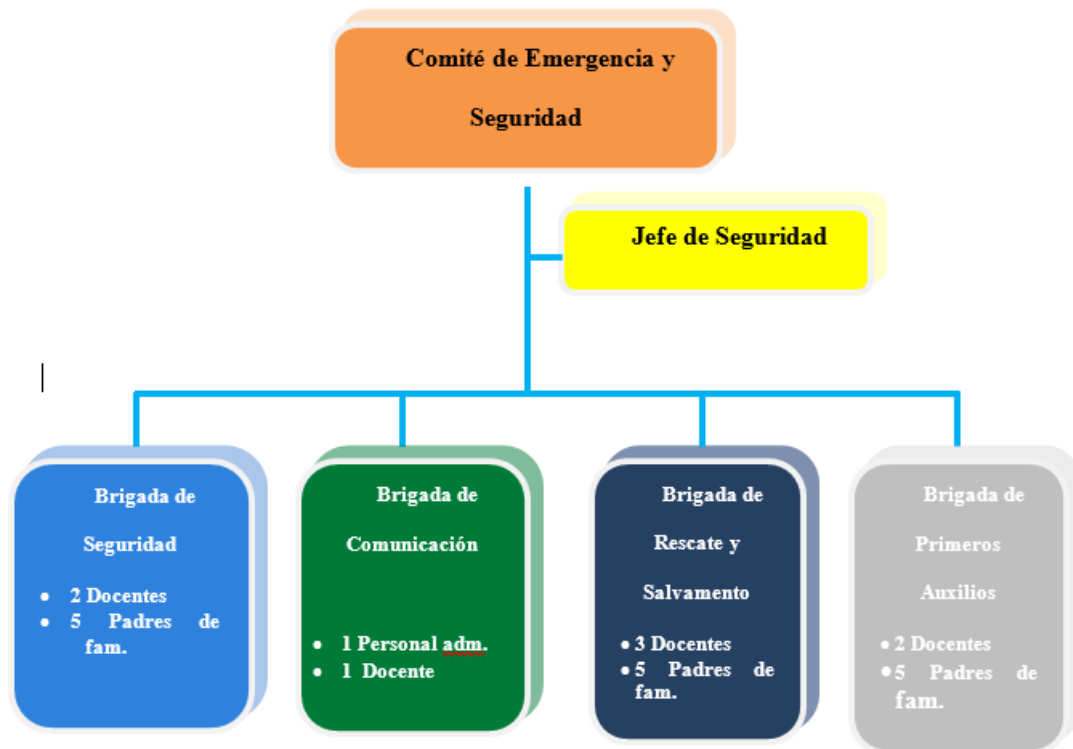 Comité de Emergencia y
Seguridad
Jefe de Seguridad
Brigada de
Seguridad
• 2 Docentes
• 5 Padres de
fam.
Brigada de
Comunicación
• 1 Personal adm.
• 1 Docente
Brigada de
Rescate y
Salvamento
• 3 Docentes
• 5 Padres de
fam.
Brigada de
Primeros
Auxilios
• 2 Docentes
• 5 Padres de
fam.